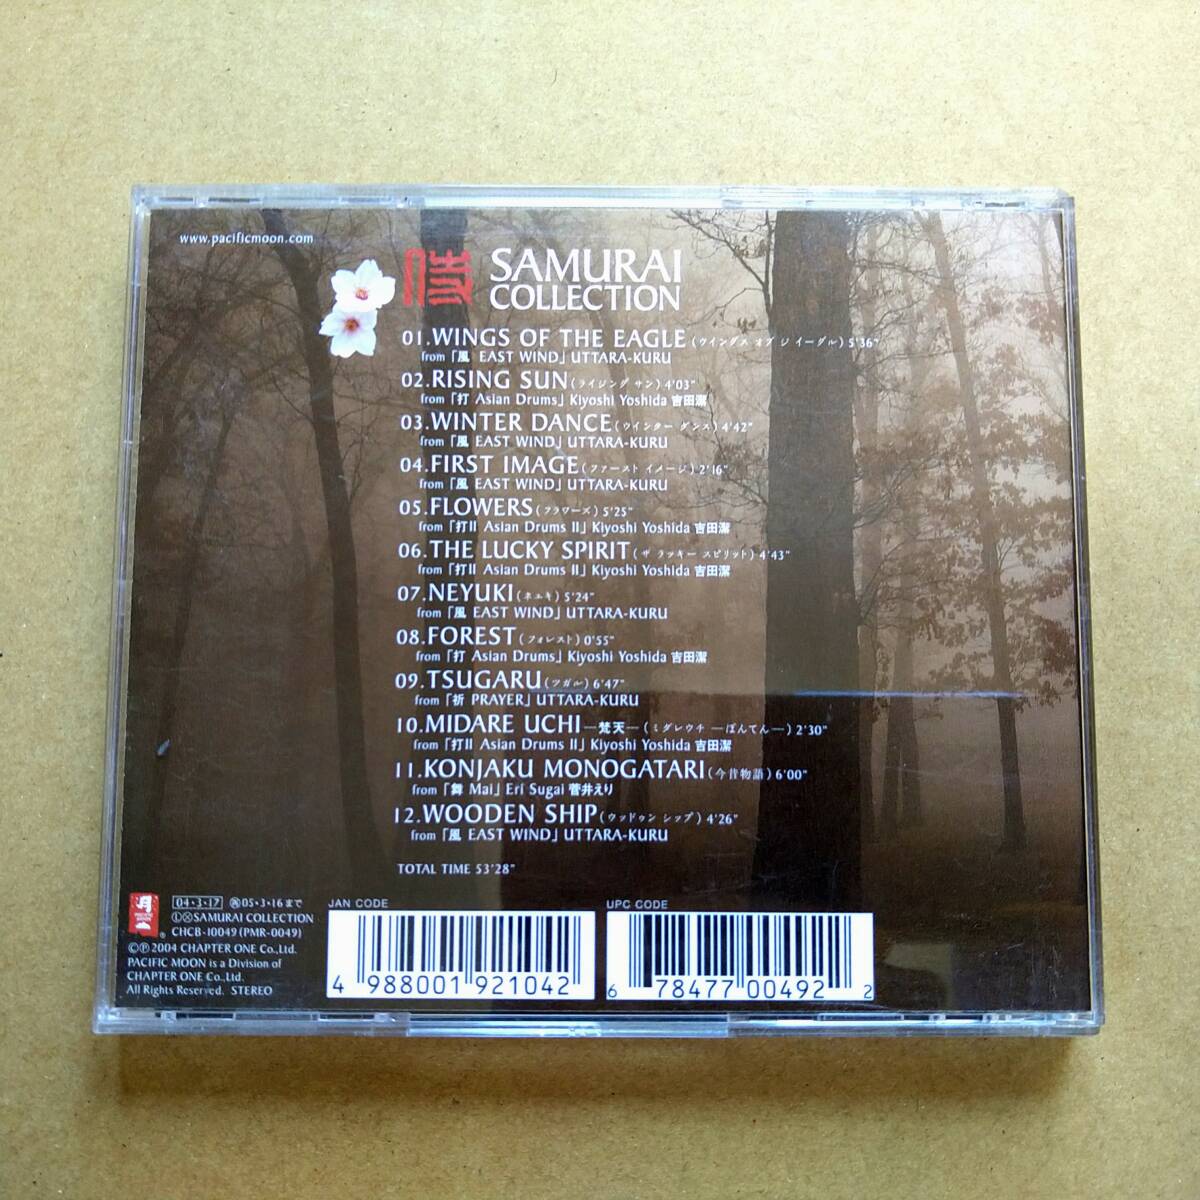 www.pacificmoon.com
侍
SAMURAI
COLLECTION
01.WINGS OF THE EAGLE(ウイングス オブ ジ イーグル)5'36"
from「風 EAST WIND」UTTARA-KURU
02.RISING SUN(ライジング サン)4'03"
from「打 Asian Drums」Kiyoshi Yoshida 吉田潔
03.WINTER DANCE(ウインター ダンス)4'42"
from「風 EAST WIND」UTTARA-KURU
04.FIRST IMAGE(ファースト イメージ)2'16"
from「風 EAST WIND」UTTARA-KURU
05.FLOWERS(フラワーズ)5'25"
from「打II Asian Drums II」Kiyoshi Yoshida 吉田潔
06.THE LUCKY SPIRIT(ザ ラッキー スピリット)4'43"
from「打II Asian Drums II」Kiyoshi Yoshida 吉田潔
07.NEYUKI(ネユキ)5'24"
from「風 EAST WIND」UTTARA-KURU
08.FOREST(フォレスト)0'55"
from「打 Asian Drums」Kiyoshi Yoshida 吉田潔
09.TSUGARU(ツガル)6'47"
from「祈 PRAYER」UTTARA-KURU
10.MIDARE UCHI—梵天—(ミダレウチ —ぼんてん—)2'30"
from「打II Asian Drums II」Kiyoshi Yoshida 吉田潔
11.KONJAKU MONOGATARI(今昔物語)6'00"
from「舞 Mai」Eri Sugai 菅井えり
12.WOODEN SHIP(ウッドゥン シップ)4'26"
from「風 EAST WIND」UTTARA-KURU
TOTAL TIME 53'28"
月
PACIFIC
MOON
®
04・3・17 ㊢05・3・16まで
ⓁⓍSAMURAI COLLECTION
CHCB-10049(PMR-0049)
©Ⓟ2004 CHAPTER ONE Co.,Ltd.
PACIFIC MOON is a Division of
CHAPTER ONE Co.,Ltd.
All Rights Reserved. STEREO
JAN CODE
4 988001 921042
UPC CODE
6 78477 00492 2